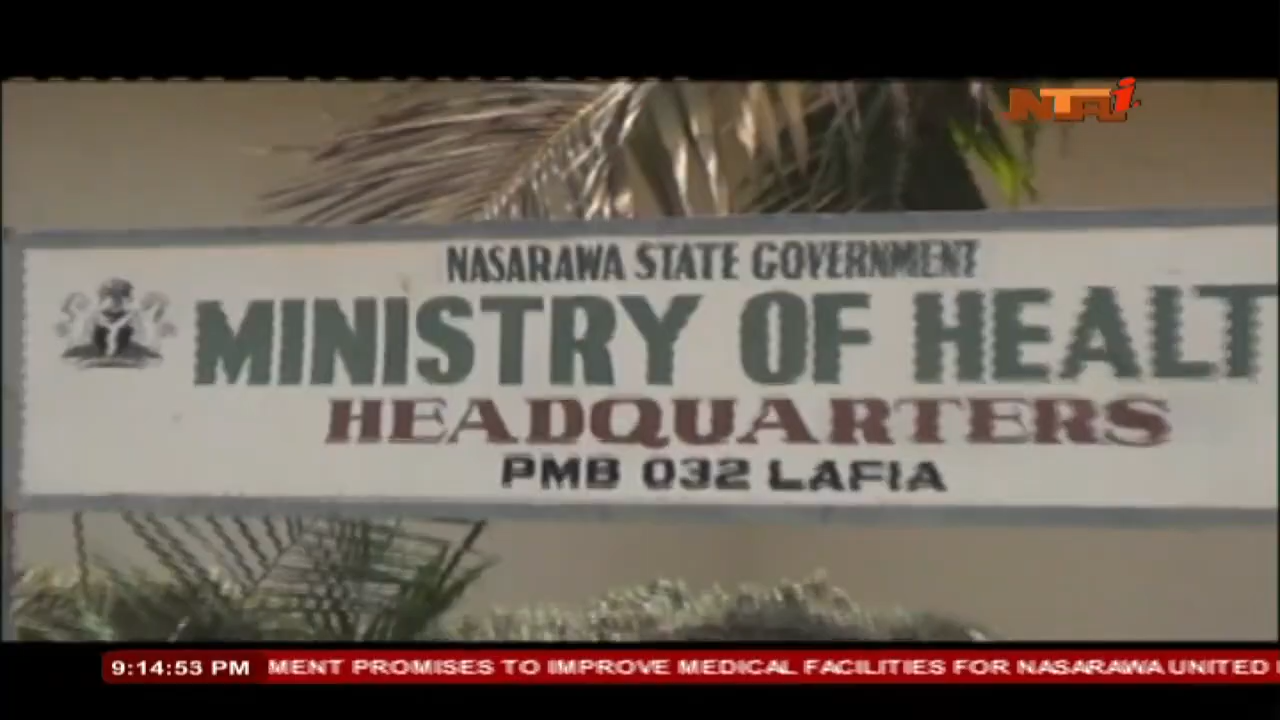 NTAi
NASARAWA STATE GOVERNMENT
MINISTRY OF HEALT
HEADQUARTERS
PMB 032 LAFIA
9:14:53 PM MENT PROMISES TO IMPROVE MEDICAL FACILITIES FOR NASARAWA UNITED